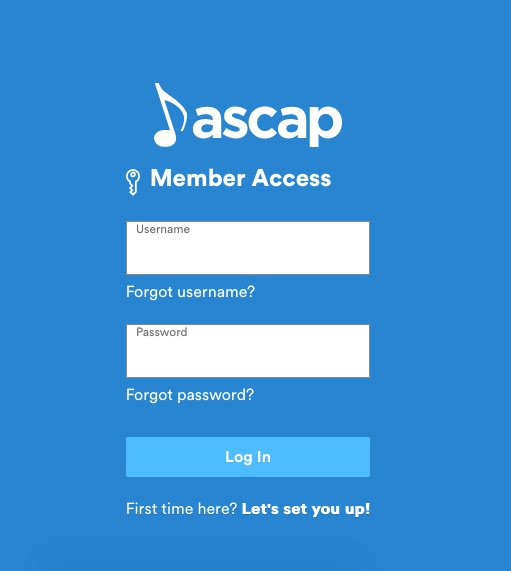 ascap
Member Access
Username
Forgot username?
Password
Forgot password?
Log In
First time here? Let's set you up!